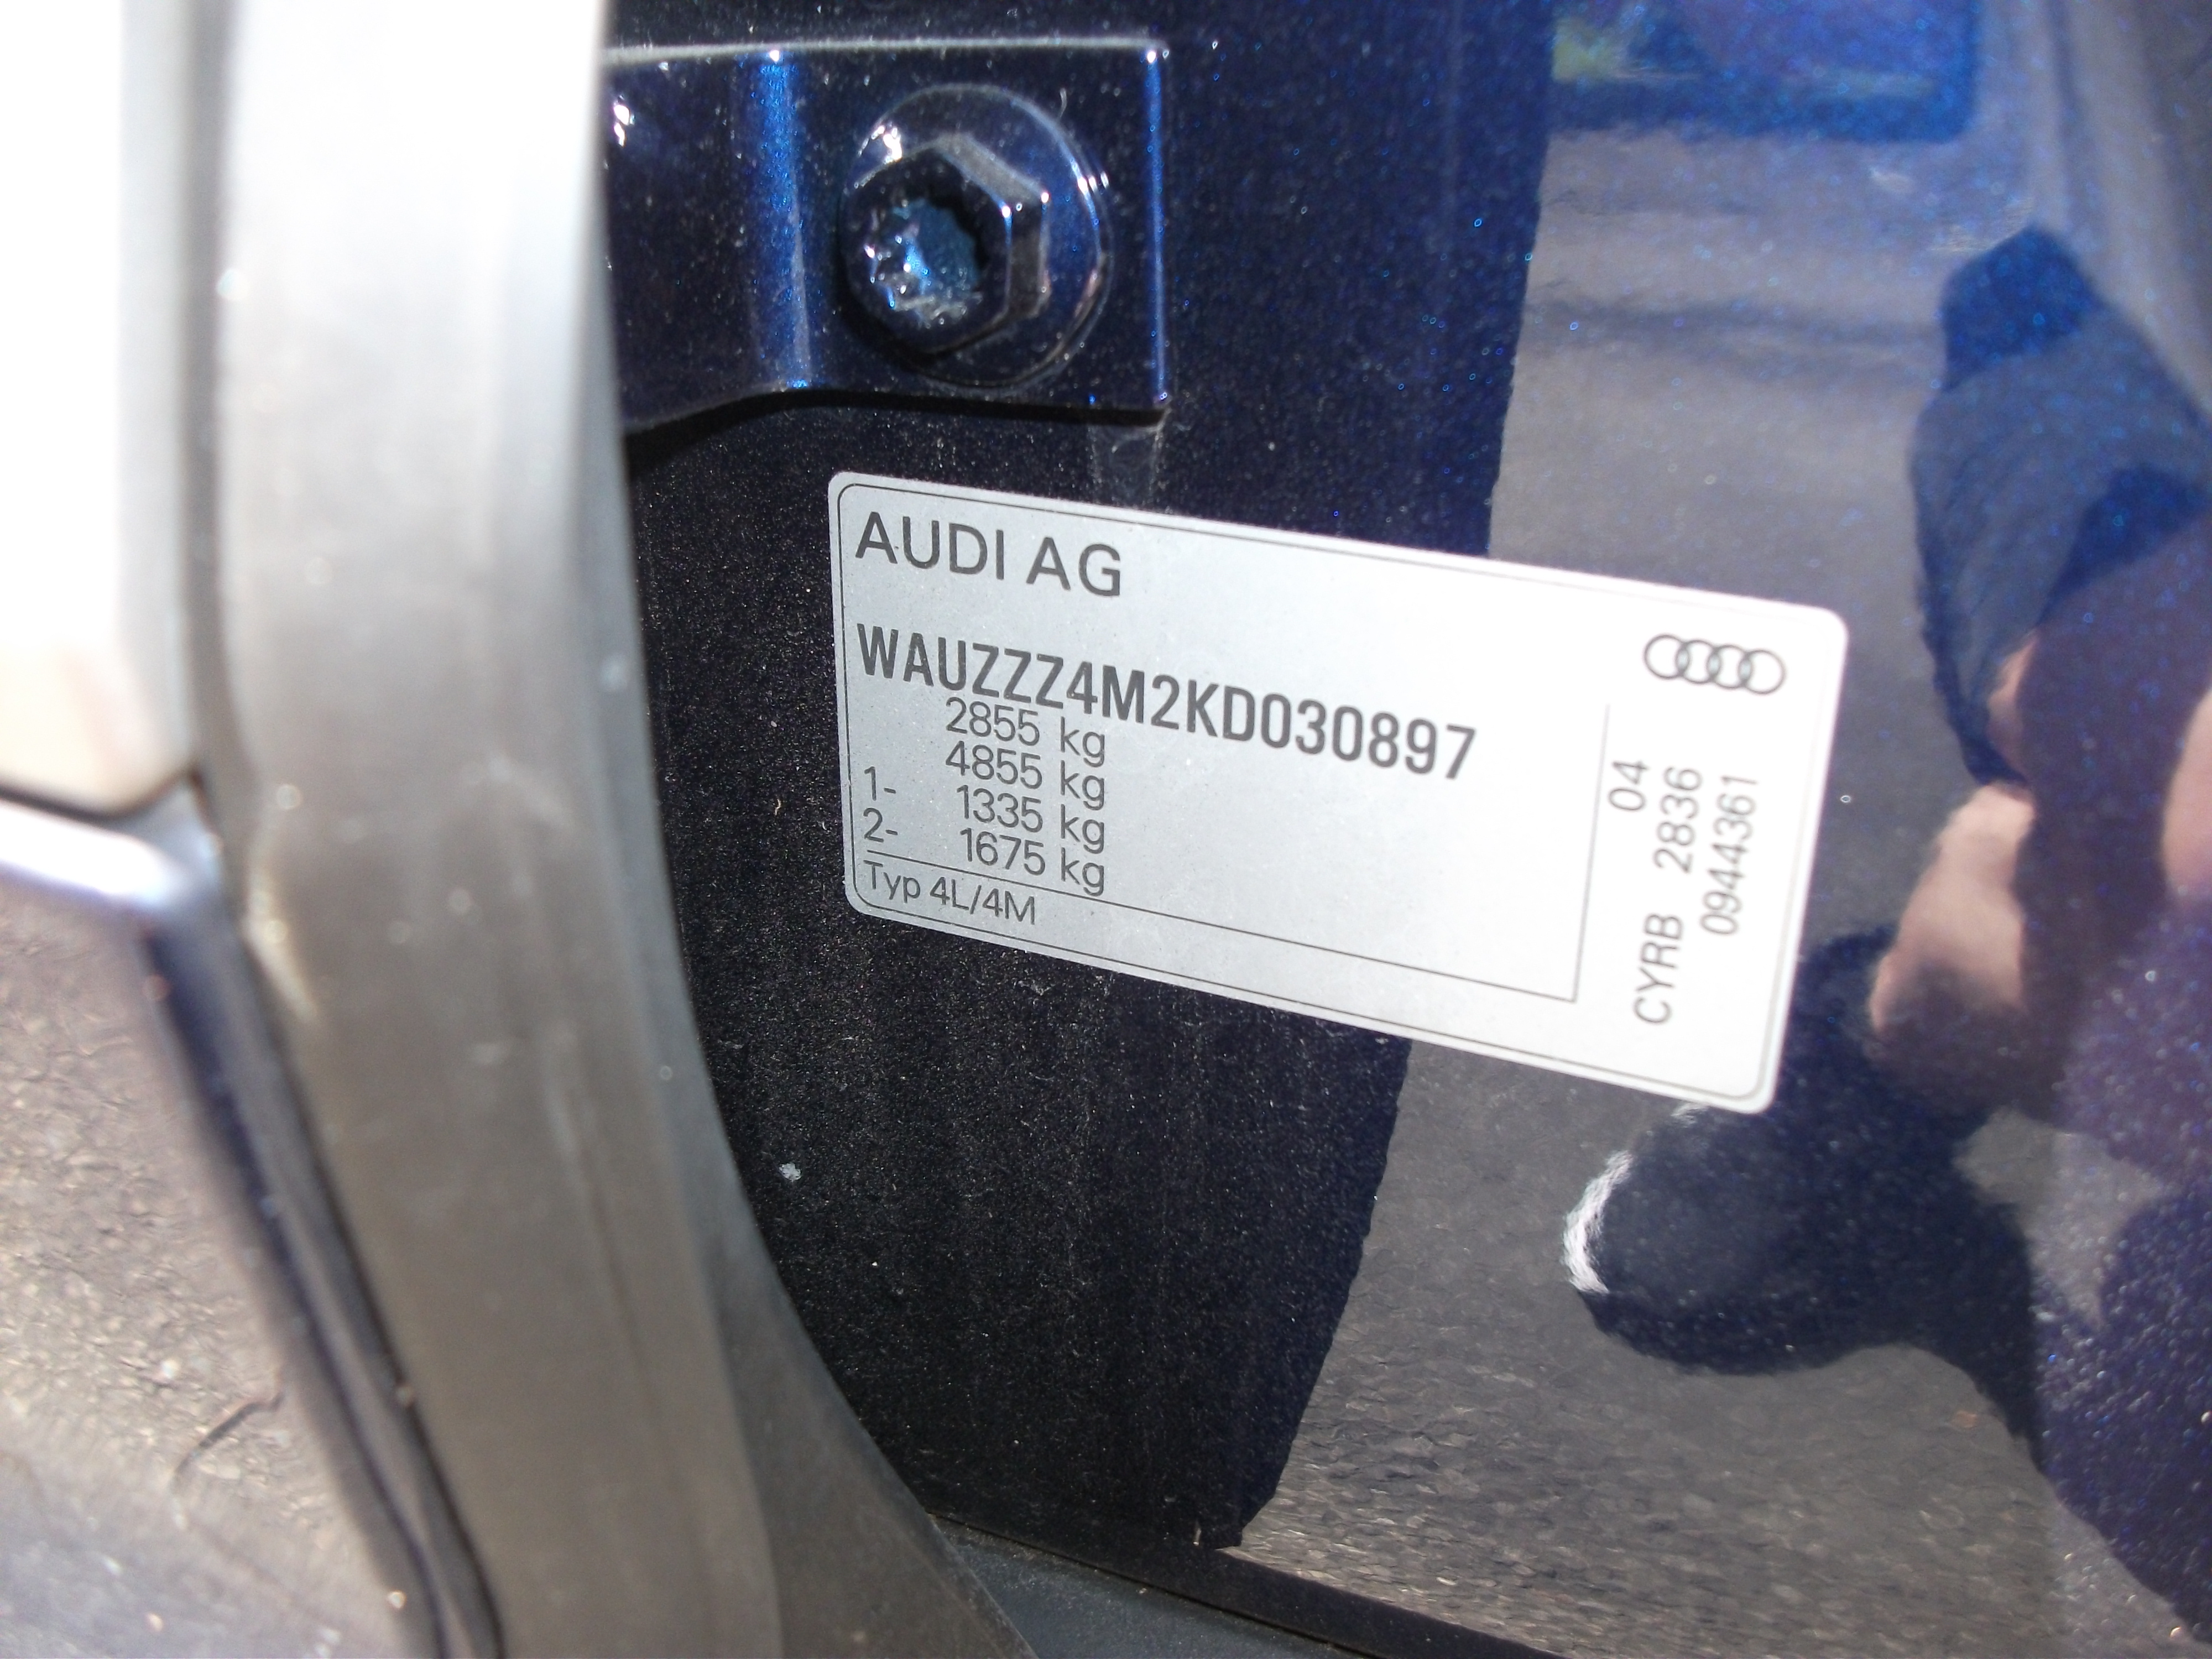 AUDI AG
WAUZZZ4M2KD030897
2855 kg
4855 kg
1- 1335 kg
2- 1675 kg
Typ 4L/4M
04
CYRB 2836
0944361